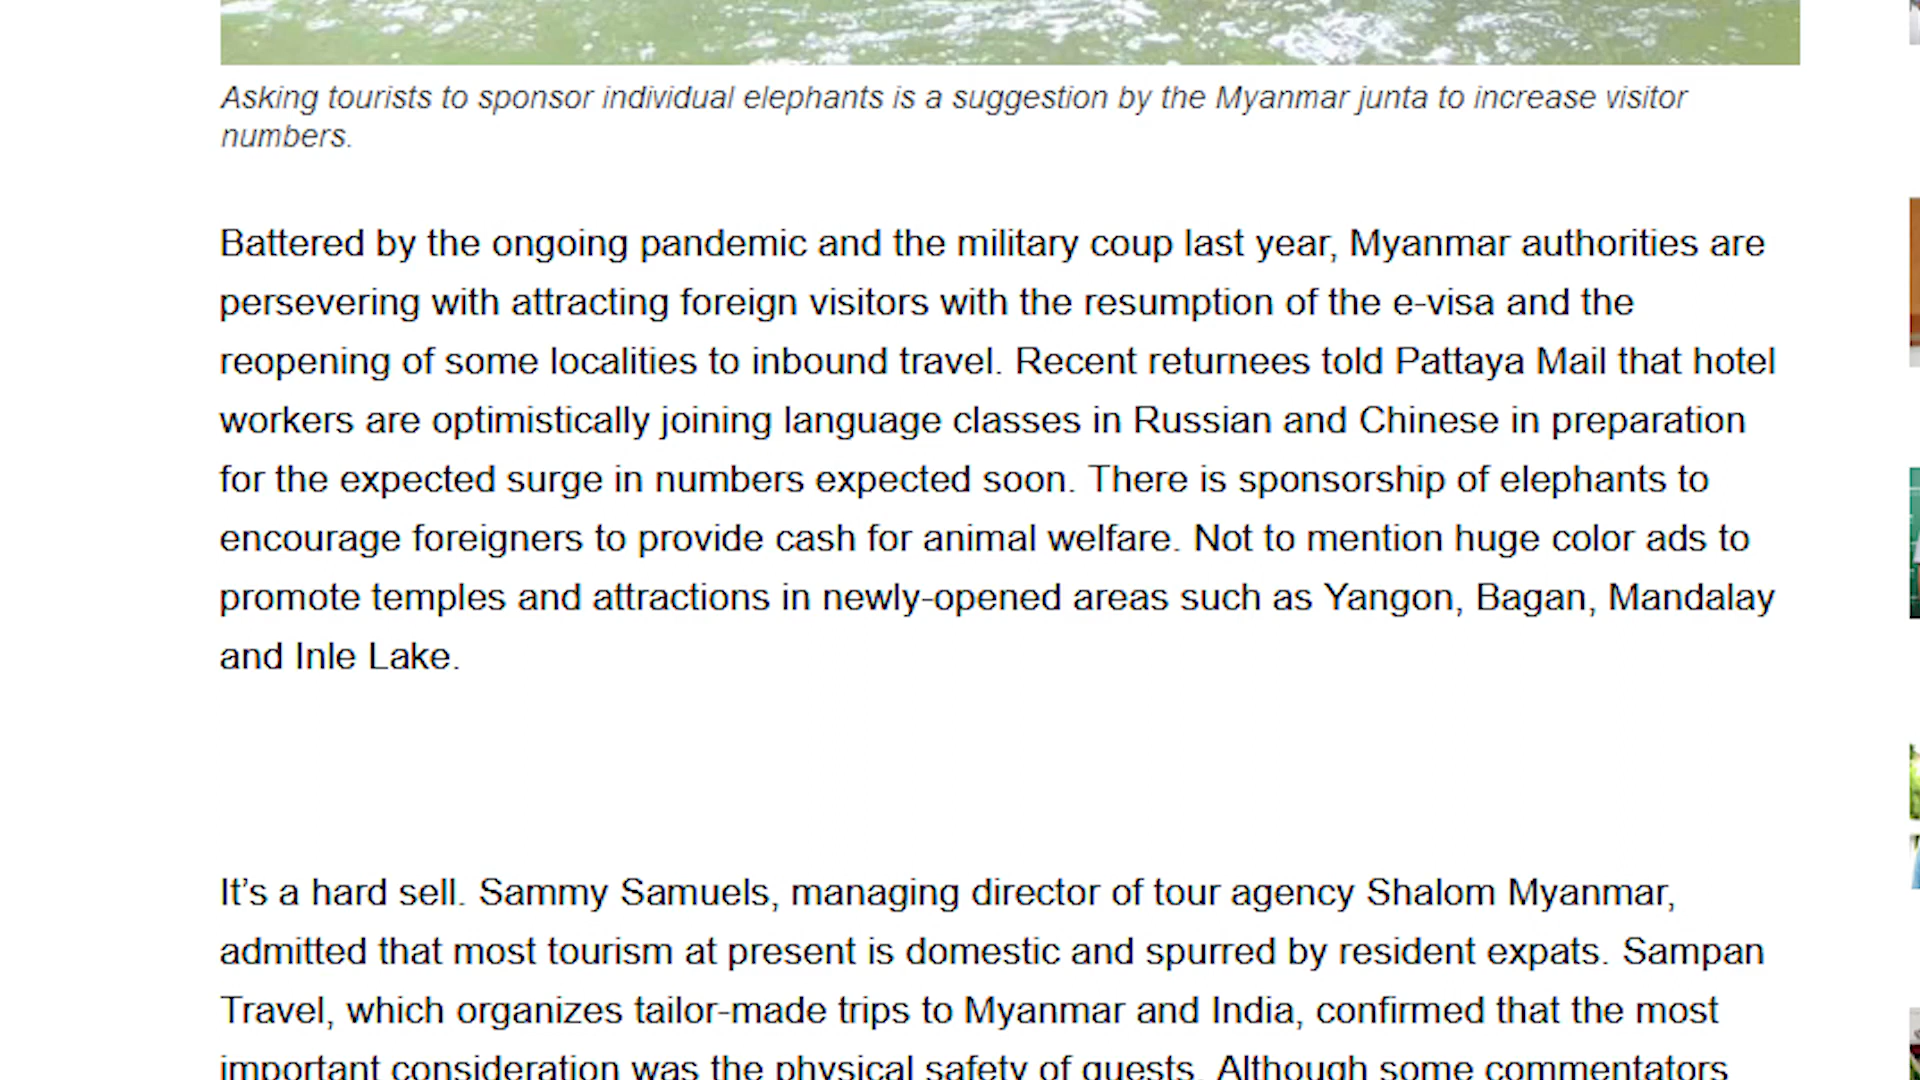 Asking tourists to sponsor individual elephants is a suggestion by the Myanmar junta to increase visitor
numbers.
Battered by the ongoing pandemic and the military coup last year, Myanmar authorities are
persevering with attracting foreign visitors with the resumption of the e-visa and the
reopening of some localities to inbound travel. Recent returnees told Pattaya Mail that hotel
workers are optimistically joining language classes in Russian and Chinese in preparation
for the expected surge in numbers expected soon. There is sponsorship of elephants to
encourage foreigners to provide cash for animal welfare. Not to mention huge color ads to
promote temples and attractions in newly-opened areas such as Yangon, Bagan, Mandalay
and Inle Lake.
It’s a hard sell. Sammy Samuels, managing director of tour agency Shalom Myanmar,
admitted that most tourism at present is domestic and spurred by resident expats. Sampan
Travel, which organizes tailor-made trips to Myanmar and India, confirmed that the most
important consideration was the physical safety of guests. Although some commentators